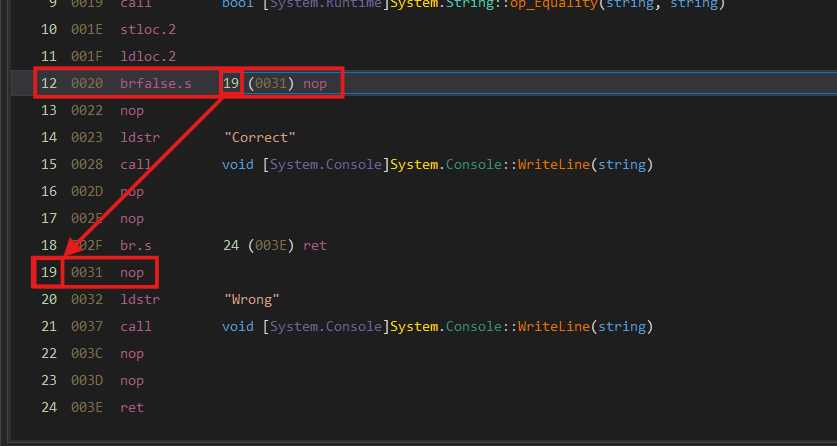 9 0019 call bool [System.Runtime]System.String::op_Equality(string, string)
10 001E stloc.2
11 001F ldloc.2
12 0020 brfalse.s 19 (0031) nop
13 0022 nop
14 0023 ldstr "Correct"
15 0028 call void [System.Console]System.Console::WriteLine(string)
16 002D nop
17 002E nop
18 002F br.s 24 (003E) ret
19 0031 nop
20 0032 ldstr "Wrong"
21 0037 call void [System.Console]System.Console::WriteLine(string)
22 003C nop
23 003D nop
24 003E ret